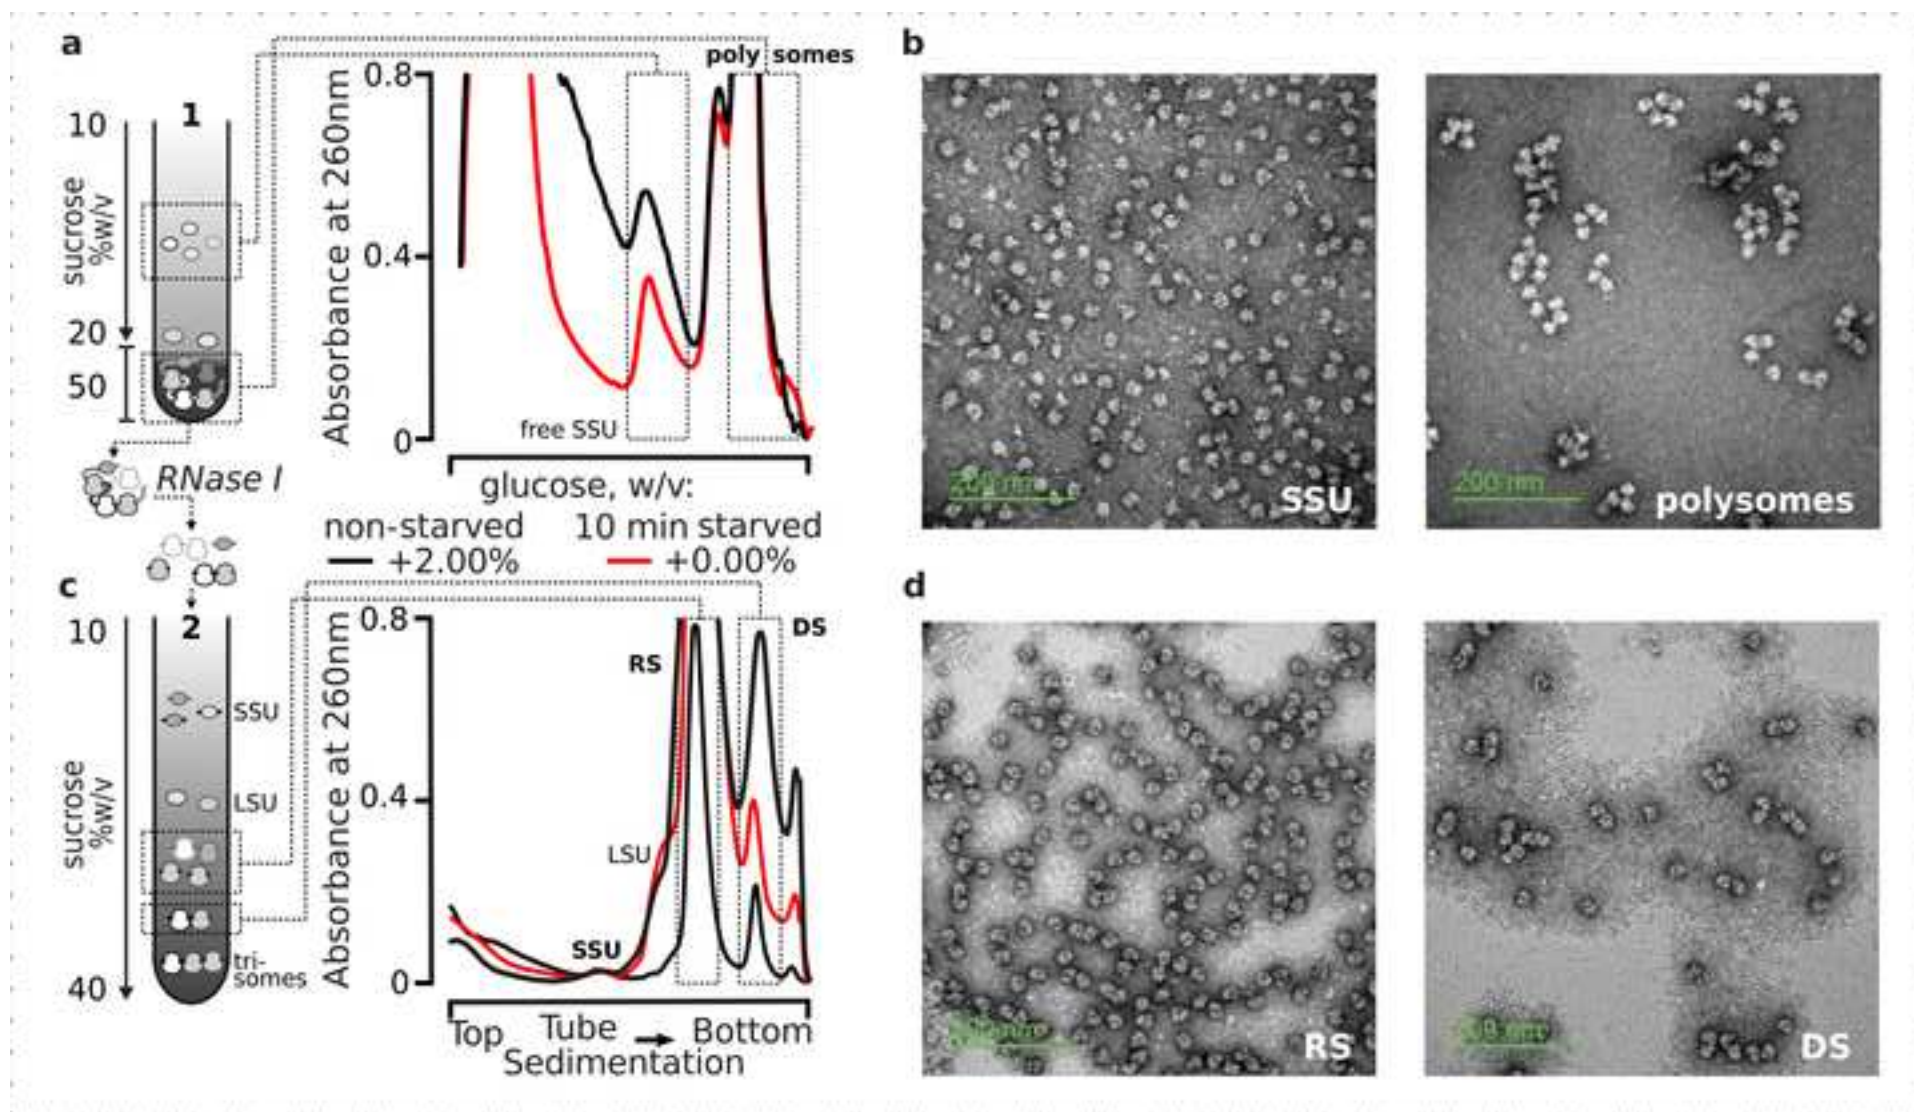 a
poly somes
b
10
1
0.8
sucrose
%w/v
Absorbance at 260nm
0.4
20
50
free SSU
0
200 nm
SSU
200 nm
polysomes
RNase I
glucose, w/v:
non-starved 10 min starved
+2.00% +0.00%
c
d
10
2
0.8
DS
RS
SSU
Absorbance at 260nm
sucrose
%w/v
LSU
0.4
LSU
SSU
tri-
somes
40
0
Top Tube Bottom
Sedimentation
RS
DS